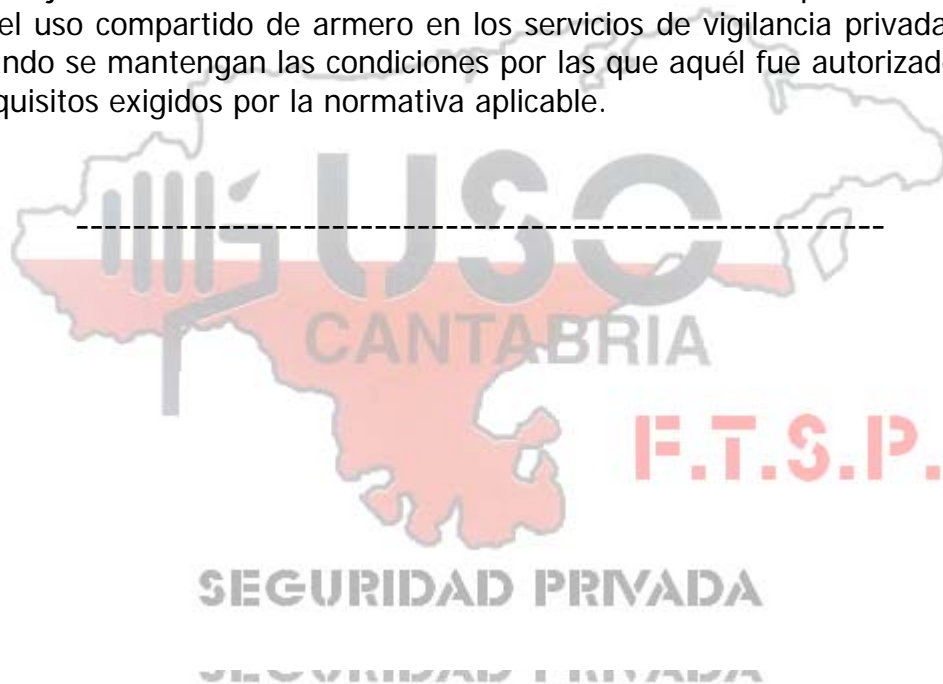 el uso compartido de armero en los servicios de vigilancia privada
ndo se mantengan las condiciones por las que aquél fue autorizado
quisitos exigidos por la normativa aplicable.
---------------------------------------------------------
USO
CANTABRIA
F.T.S.P.
SEGURIDAD PRIVADA